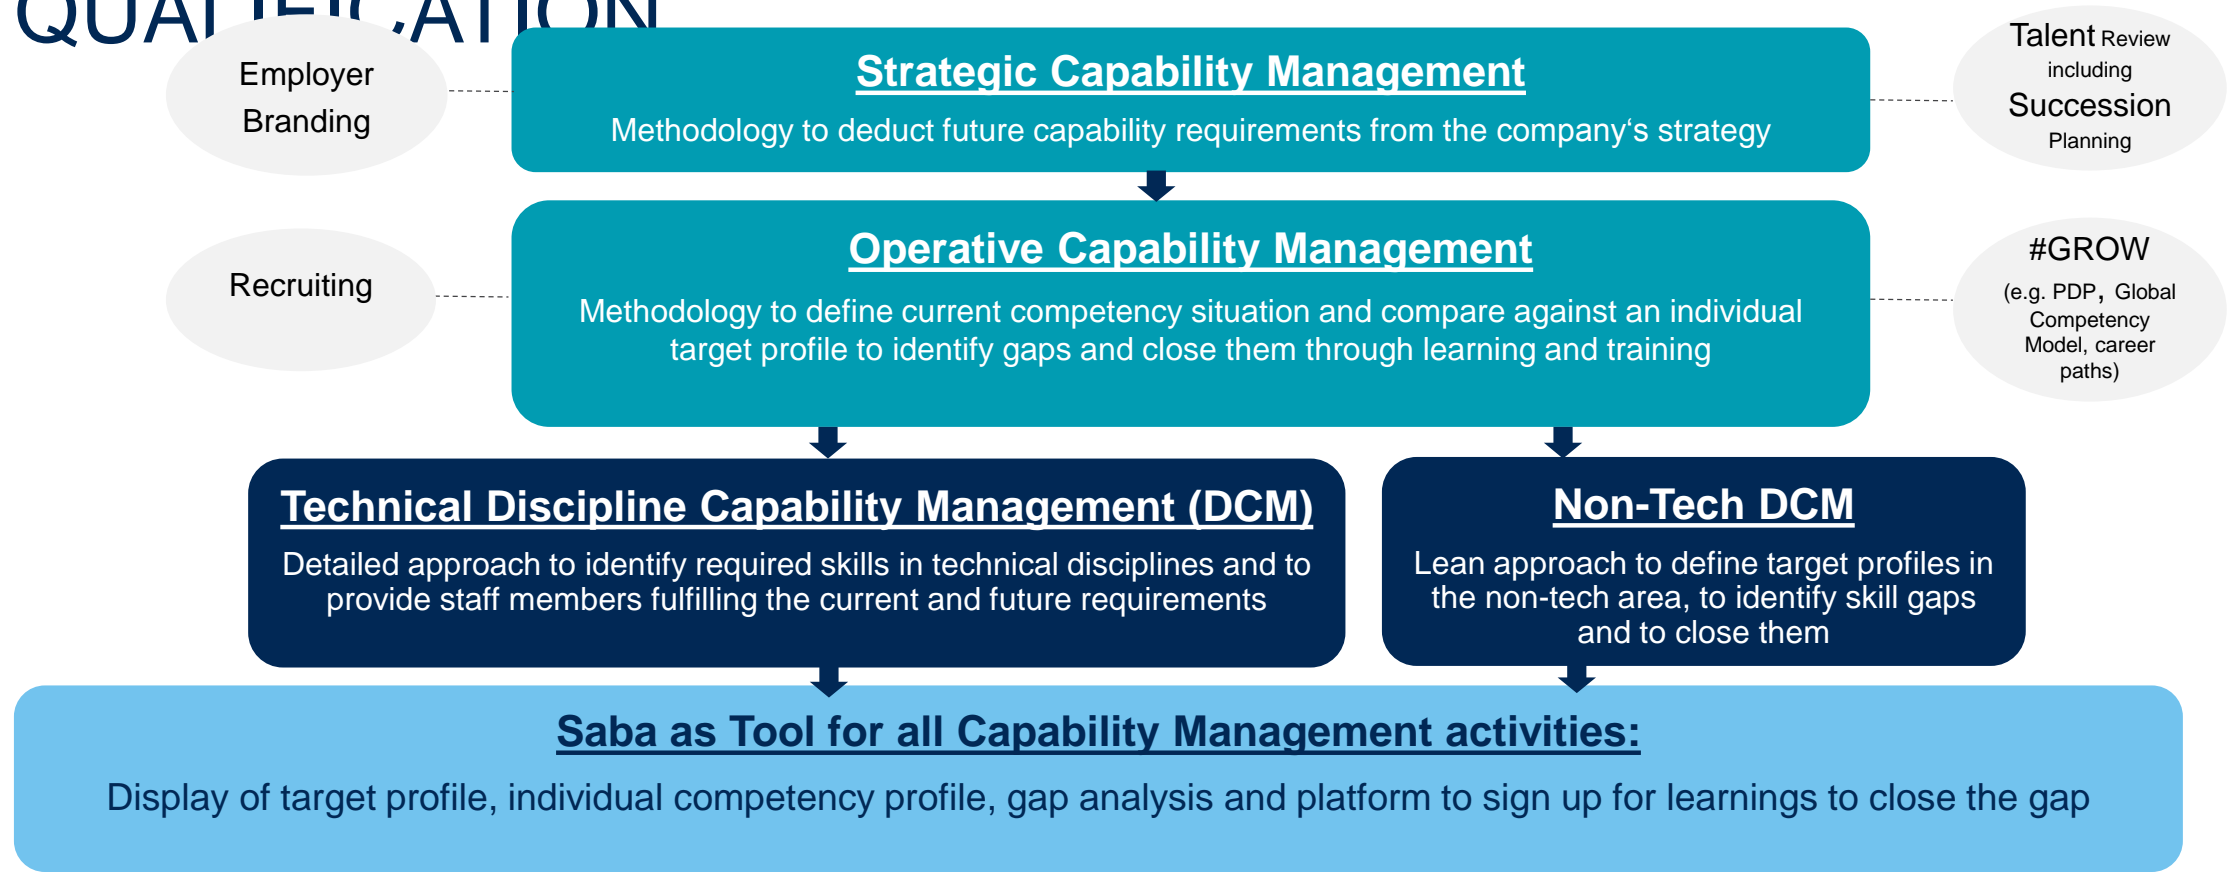 QUALIFICATION
Employer
Branding
Strategic Capability Management
Methodology to deduct future capability requirements from the company‘s strategy
Talent Review
including
Succession
Planning
Recruiting
Operative Capability Management
Methodology to define current competency situation and compare against an individual
target profile to identify gaps and close them through learning and training
#GROW
(e.g. PDP, Global
Competency
Model, career
paths)
Technical Discipline Capability Management (DCM)
Detailed approach to identify required skills in technical disciplines and to
provide staff members fulfilling the current and future requirements
Non-Tech DCM
Lean approach to define target profiles in
the non-tech area, to identify skill gaps
and to close them
Saba as Tool for all Capability Management activities:
Display of target profile, individual competency profile, gap analysis and platform to sign up for learnings to close the gap